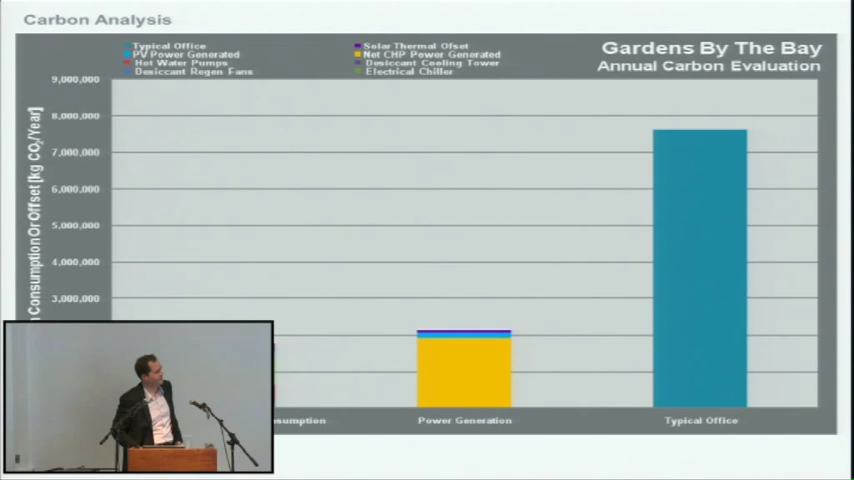 Carbon Analysis
Typical Office
PV Power Generated
Hot Water Pumps
Desiccant Regen Fans
Solar Thermal Ofset
Net CHP Power Generated
Desiccant Cooling Tower
Electrical Chiller
Gardens By The Bay
Annual Carbon Evaluation
Consumption Or Offset [kg CO₂/Year]
9,000,000
8,000,000
7,000,000
6,000,000
5,000,000
4,000,000
3,000,000
Power Generation
Typical Office